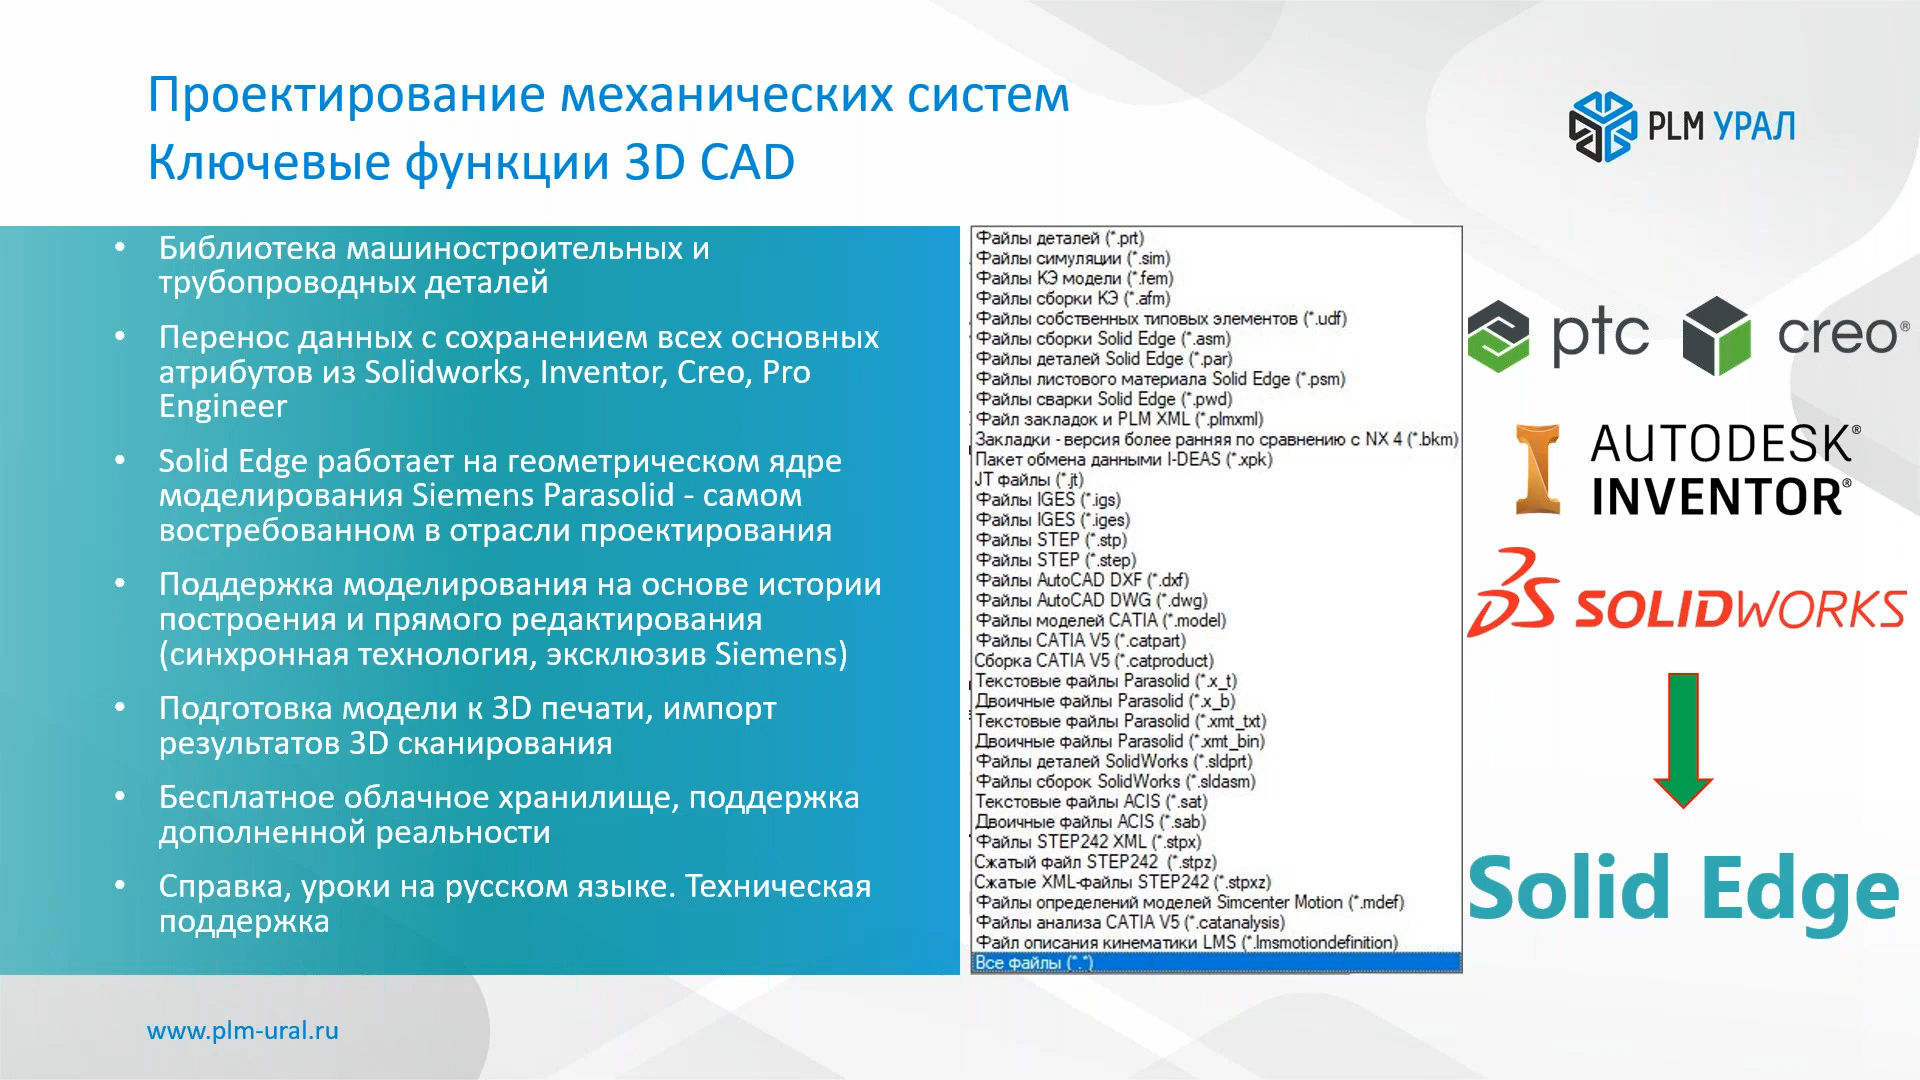 Проектирование механических систем
Ключевые функции 3D CAD
PLM УРАЛ
• Библиотека машиностроительных и
трубопроводных деталей
• Перенос данных с сохранением всех основных
атрибутов из Solidworks, Inventor, Creo, Pro
Engineer
• Solid Edge работает на геометрическом ядре
моделирования Siemens Parasolid - самом
востребованном в отрасли проектирования
• Поддержка моделирования на основе истории
построения и прямого редактирования
(синхронная технология, эксклюзив Siemens)
• Подготовка модели к 3D печати, импорт
результатов 3D сканирования
• Бесплатное облачное хранилище, поддержка
дополненной реальности
• Справка, уроки на русском языке. Техническая
поддержка
Файлы деталей (*.prt)
Файлы симуляции (*.sim)
Файлы КЭ модели (*.fem)
Файлы сборки КЭ (*.afm)
Файлы собственных типовых элементов (*.udf)
Файлы сборки Solid Edge (*.asm)
Файлы деталей Solid Edge (*.par)
Файлы листового материала Solid Edge (*.psm)
Файлы сварки Solid Edge (*.pwd)
Файл закладок и PLM XML (*.plmxml)
Закладки - версия более ранняя по сравнению с NX 4 (*.bkm)
Пакет обмена данными I-DEAS (*.xpk)
JT файлы (*.jt)
Файлы IGES (*.igs)
Файлы IGES (*.iges)
Файлы STEP (*.stp)
Файлы STEP (*.step)
Файлы AutoCAD DXF (*.dxf)
Файлы AutoCAD DWG (*.dwg)
Файлы моделей CATIA (*.model)
Файлы CATIA V5 (*.catpart)
Сборка CATIA V5 (*.catproduct)
Текстовые файлы Parasolid (*.x_t)
Двоичные файлы Parasolid (*.x_b)
Текстовые файлы Parasolid (*.xmt_txt)
Двоичные файлы Parasolid (*.xmt_bin)
Файлы деталей SolidWorks (*.sldprt)
Файлы сборок SolidWorks (*.sldasm)
Текстовые файлы ACIS (*.sat)
Двоичные файлы ACIS (*.sab)
Файлы STEP242 XML (*.stpx)
Сжатый файл STEP242 (*.stpz)
Сжатые XML-файлы STEP242 (*.stpxz)
Файлы определений моделей Simcenter Motion (*.mdef)
Файлы анализа CATIA V5 (*.catanalysis)
Файл описания кинематики LMS (*.lmsmotiondefinition)
Все файлы (*.*)
ptc creo®
AUTODESK®
INVENTOR®
SOLIDWORKS
Solid Edge
www.plm-ural.ru